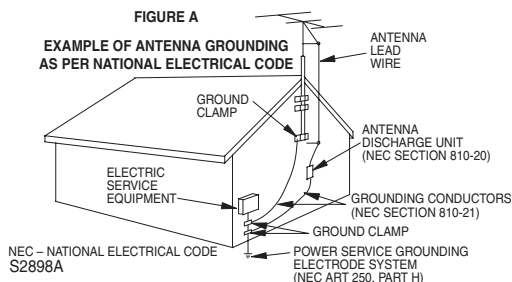 FIGURE A
EXAMPLE OF ANTENNA GROUNDING
AS PER NATIONAL ELECTRICAL CODE
ANTENNA
LEAD
WIRE
GROUND
CLAMP
ANTENNA
DISCHARGE UNIT
(NEC SECTION 810-20)
ELECTRIC
SERVICE
EQUIPMENT
GROUNDING CONDUCTORS
(NEC SECTION 810-21)
GROUND CLAMP
POWER SERVICE GROUNDING
ELECTRODE SYSTEM
(NEC ART 250, PART H)
NEC – NATIONAL ELECTRICAL CODE
S2898A